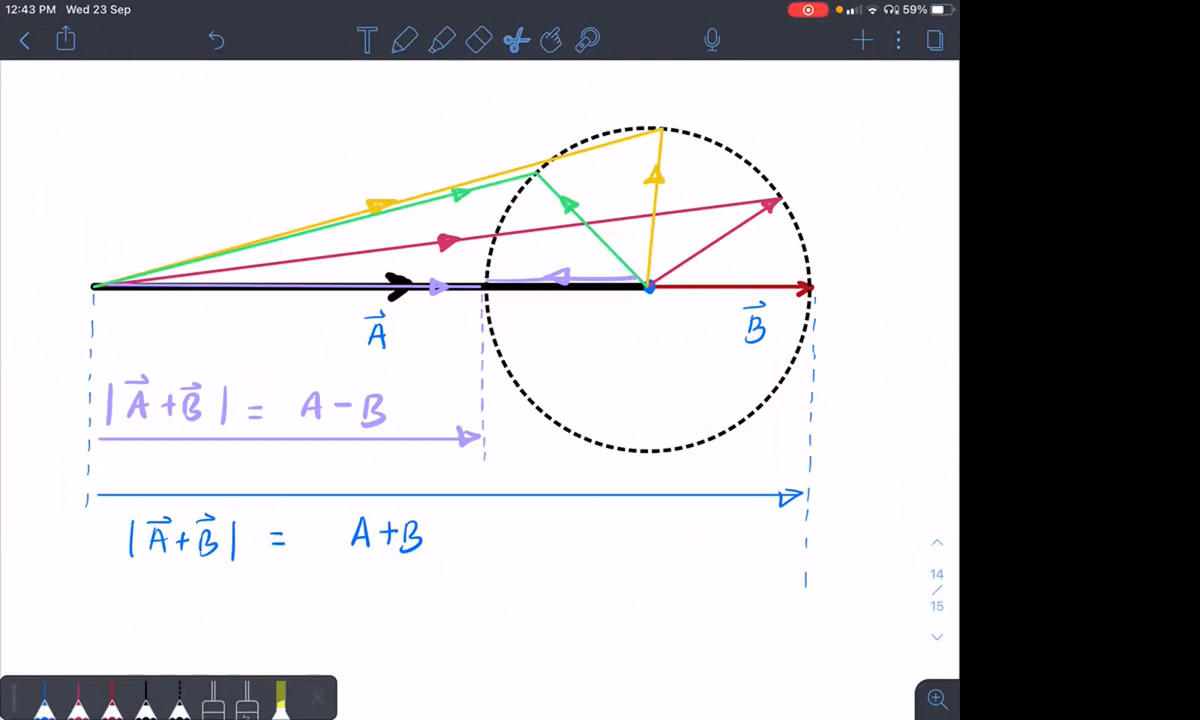 12:43 PM Wed 23 Sep 59%
T
A⃗
B⃗
|A⃗+B⃗| = A-B
|A⃗+B⃗| = A+B
14
/
15